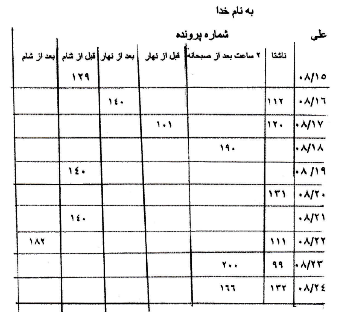 به نام خدا
علی شماره پرونده
ناشتا ۲ ساعت بعد از صبحانه قبل از نهار بعد از نهار قبل از شام بعد از شام
۰۸/۱۵ ۱۲۹
۰۸/۱۶ ۱۱۲ ۱۴۰
۰۸/۱۷ ۱۲۰ ۱۰۱
۰۸/۱۸ ۱۹۰
۰۸/۱۹ ۱۴۰
۰۸/۲۰ ۱۳۱
۰۸/۲۱ ۱۴۰
۰۸/۲۲ ۱۱۱ ۱۸۲
۰۸/۲۳ ۹۹ ۲۰۰
۰۸/۲۴ ۱۳۲ ۱۶۶